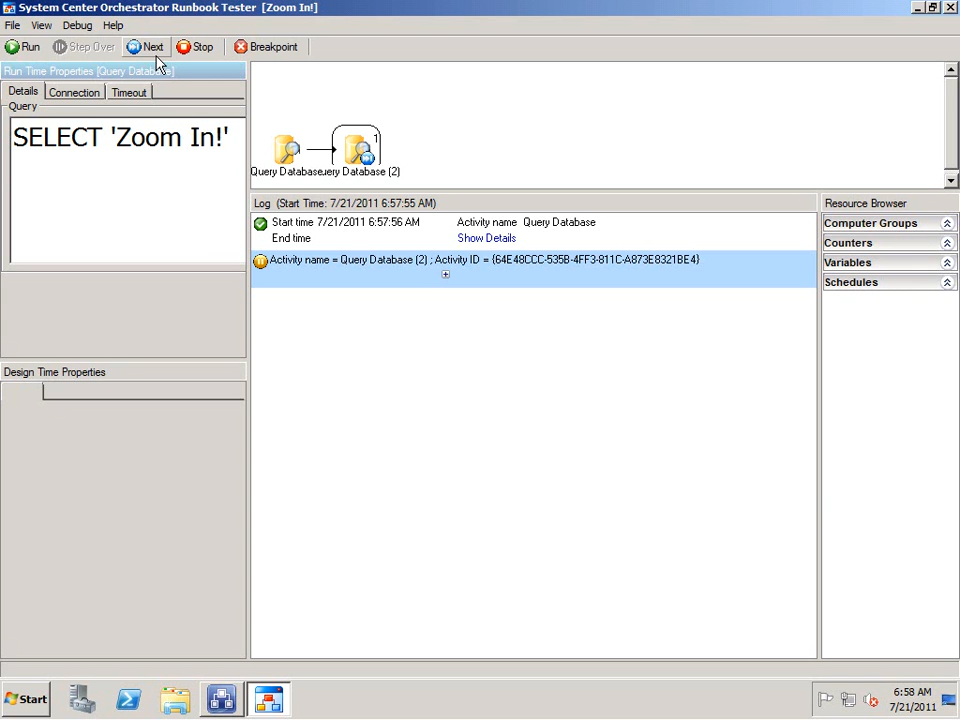 System Center Orchestrator Runbook Tester [Zoom In!]
File View Debug Help
Run Step Over Next Stop Breakpoint
Run Time Properties [Query Database]
Details Connection Timeout
Query
SELECT 'Zoom In!'
1
Query Database
ery Database (2)
Log (Start Time: 7/21/2011 6:57:55 AM)
Start time 7/21/2011 6:57:56 AM Activity name Query Database
End time Show Details
Activity name = Query Database (2) ; Activity ID = {64E48CCC-535B-4FF3-811C-A873E8321BE4}
Resource Browser
Computer Groups
Counters
Variables
Schedules
Design Time Properties
Start
6:58 AM
7/21/2011